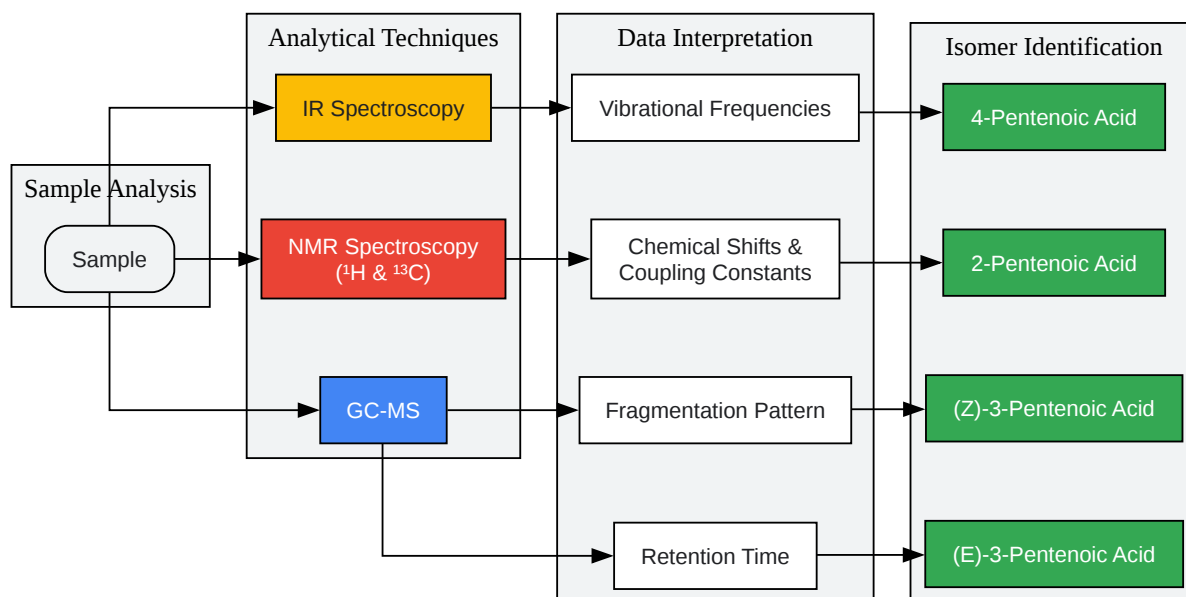 Sample Analysis
Sample
Analytical Techniques
IR Spectroscopy
NMR Spectroscopy
(¹H & ¹³C)
GC-MS
Data Interpretation
Vibrational Frequencies
Chemical Shifts &
Coupling Constants
Fragmentation Pattern
Retention Time
Isomer Identification
4-Pentenoic Acid
2-Pentenoic Acid
(Z)-3-Pentenoic Acid
(E)-3-Pentenoic Acid